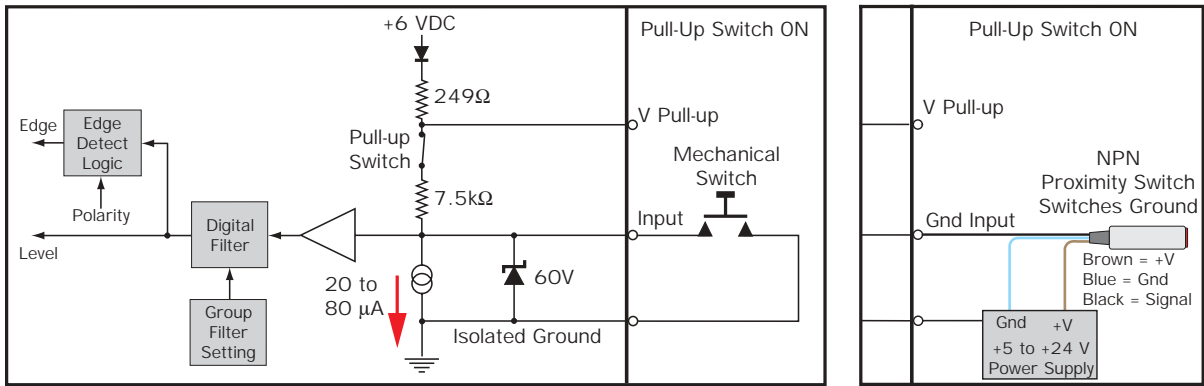 +6 VDC
Pull-Up Switch ON
249Ω
V Pull-up
Edge
Edge
Detect
Logic
Pull-up
Switch
Mechanical
Switch
7.5kΩ
Polarity
Input
Digital
Filter
Level
20 to
80 µA
60V
Group
Filter
Setting
Isolated Ground
Pull-Up Switch ON
V Pull-up
NPN
Proximity Switch
Switches Ground
Gnd Input
Brown = +V
Blue = Gnd
Black = Signal
Gnd +V
+5 to +24 V
Power Supply